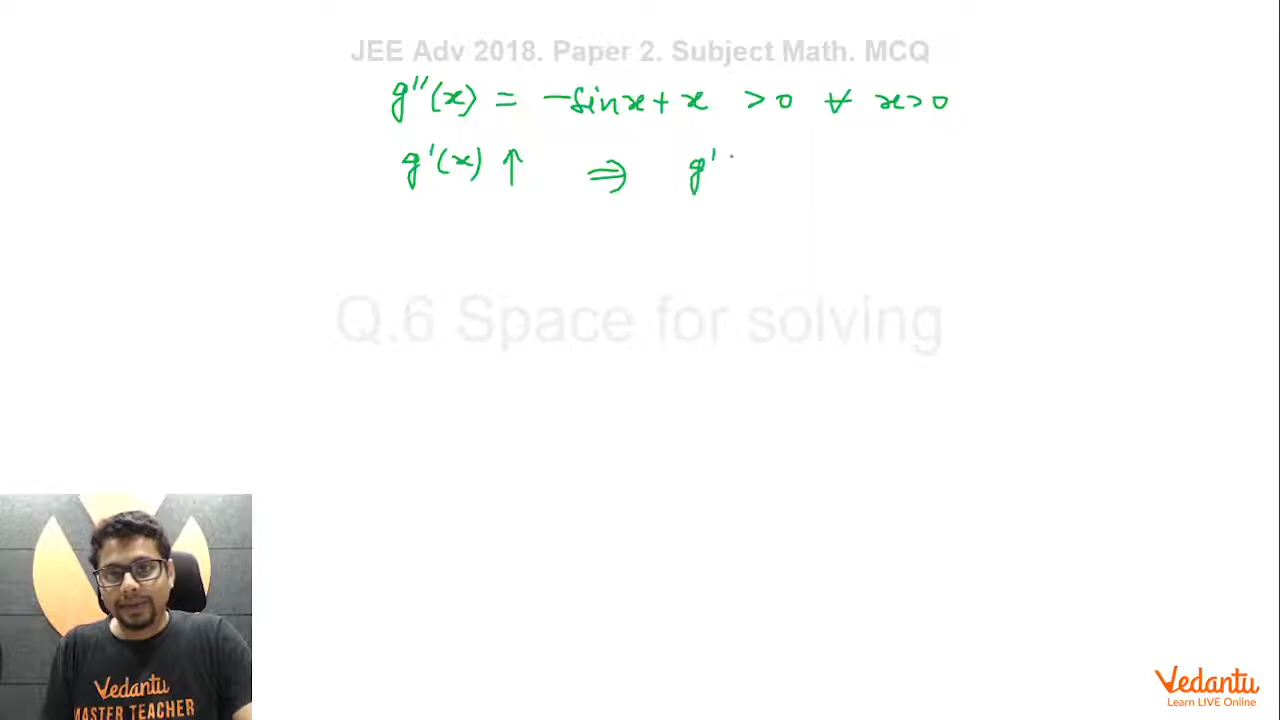 JEE Adv 2018. Paper 2. Subject Math. MCQ
g''(x) = -sinx + x > 0 ∀ x>0
g'(x) ↑ ⇒ g'
Q.6 Space for solving
Vedantu
MASTER TEACHER
Vedantu
Learn LIVE Online